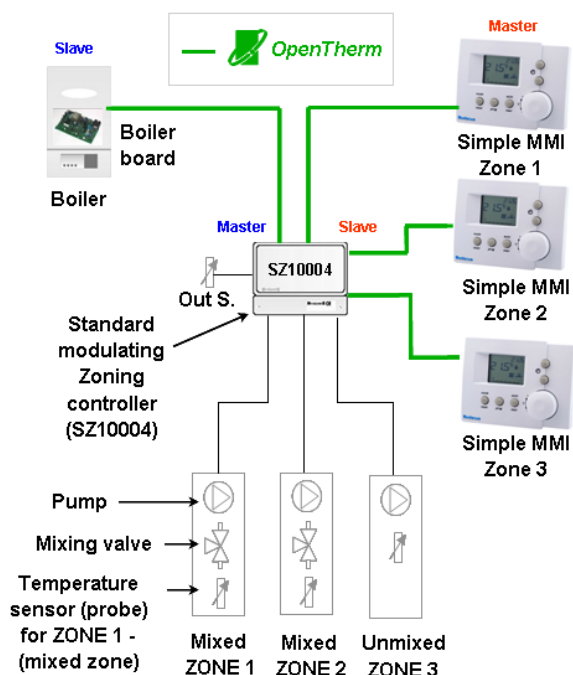 OpenTherm
Slave
Boiler
board
Boiler
Master
Simple MMI
Zone 1
Master
Slave
SZ10004
Out S.
Simple MMI
Zone 2
Standard
modulating
Zoning
controller
(SZ10004)
Simple MMI
Zone 3
Pump
Mixing valve
Temperature
sensor (probe)
for ZONE 1 -
(mixed zone)
Mixed
ZONE 1
Mixed
ZONE 2
Unmixed
ZONE 3